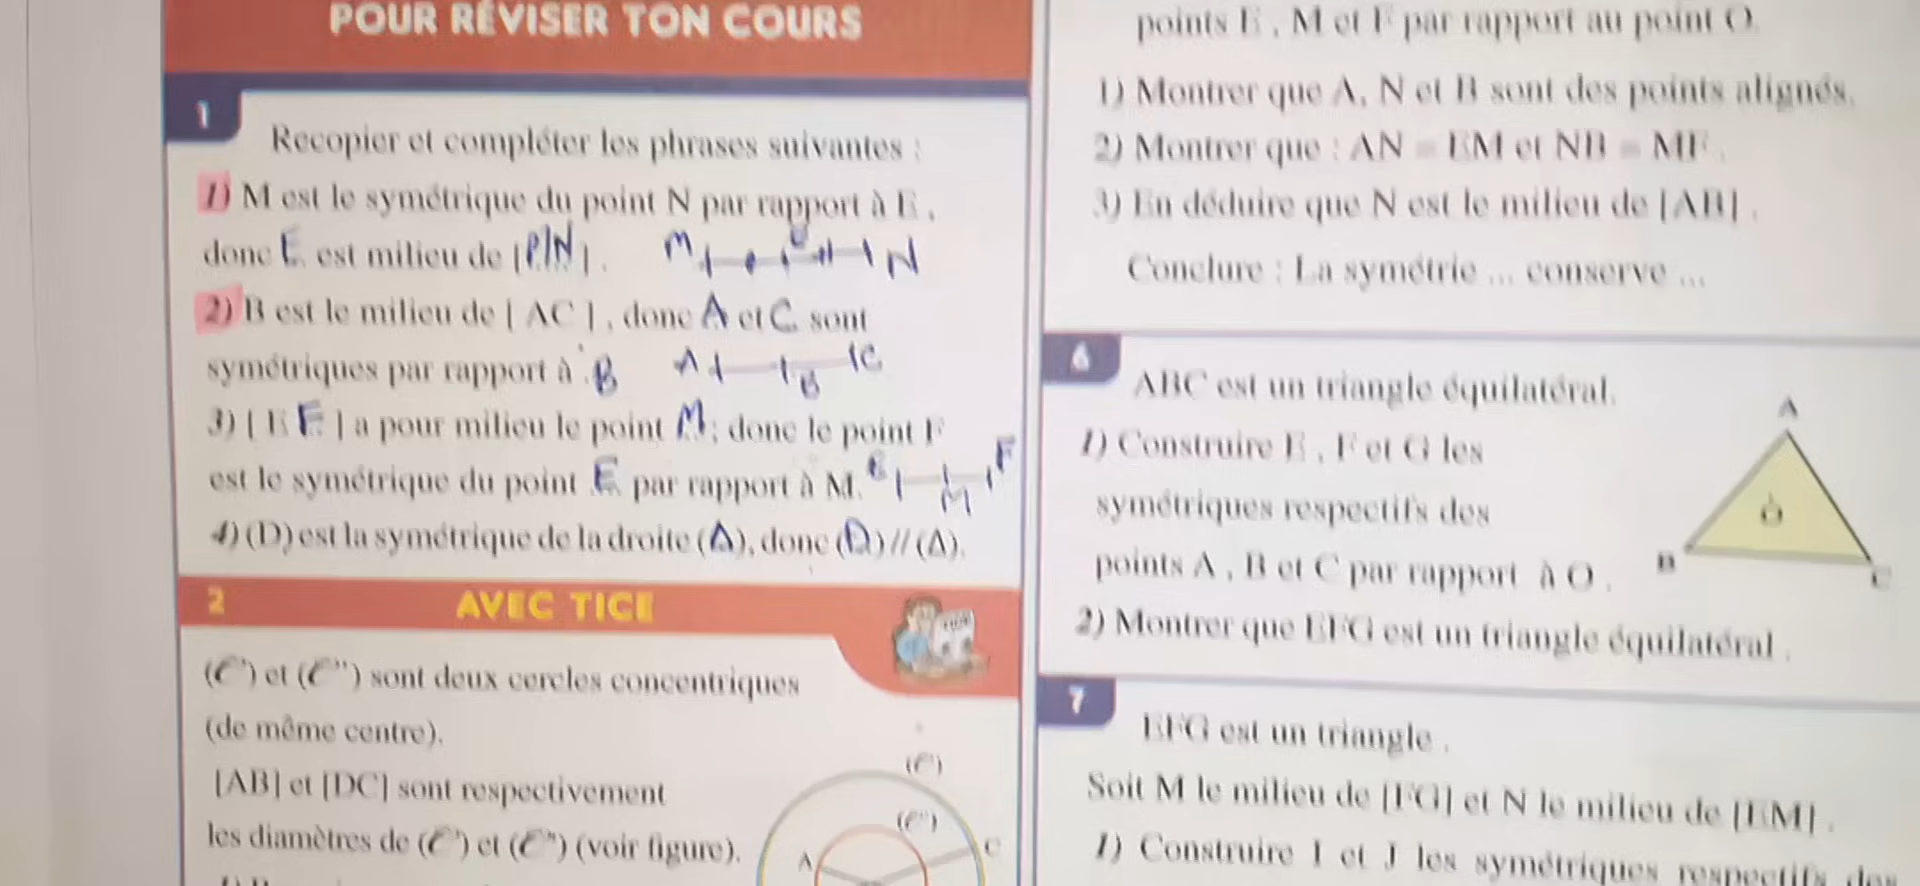 POUR RÉVISER TON COURS
1
Recopier et compléter les phrases suivantes :
1) M est le symétrique du point N par rapport à E ,
donc E est milieu de [MN] .
M N
2) B est le milieu de [ AC ] , donc A et C sont
symétriques par rapport à B
A B C
3) [ E F ] a pour milieu le point M ; donc le point F
est le symétrique du point E par rapport à M.
E M F
4) (D) est la symétrique de la droite (Δ), donc (D) // (Δ).
2 AVEC TICE
(C') et (C'') sont deux cercles concentriques
(de même centre).
[AB] et [DC] sont respectivement
les diamètres de (C') et (C'') (voir figure).
(C')
(C'')
A
C
points E , M et F par rapport au point O.
1) Montrer que A, N et B sont des points alignés.
2) Montrer que : AN = EM et NB = MF .
3) En déduire que N est le milieu de [AB] .
Conclure : La symétrie ... conserve ...
6
ABC est un triangle équilatéral.
1) Construire E , F et G les
symétriques respectifs des
points A , B et C par rapport à O .
A
O
B
C
2) Montrer que EFG est un triangle équilatéral .
7
EFG est un triangle .
Soit M le milieu de [FG] et N le milieu de [EM] .
1) Construire I et J les symétriques respectifs des